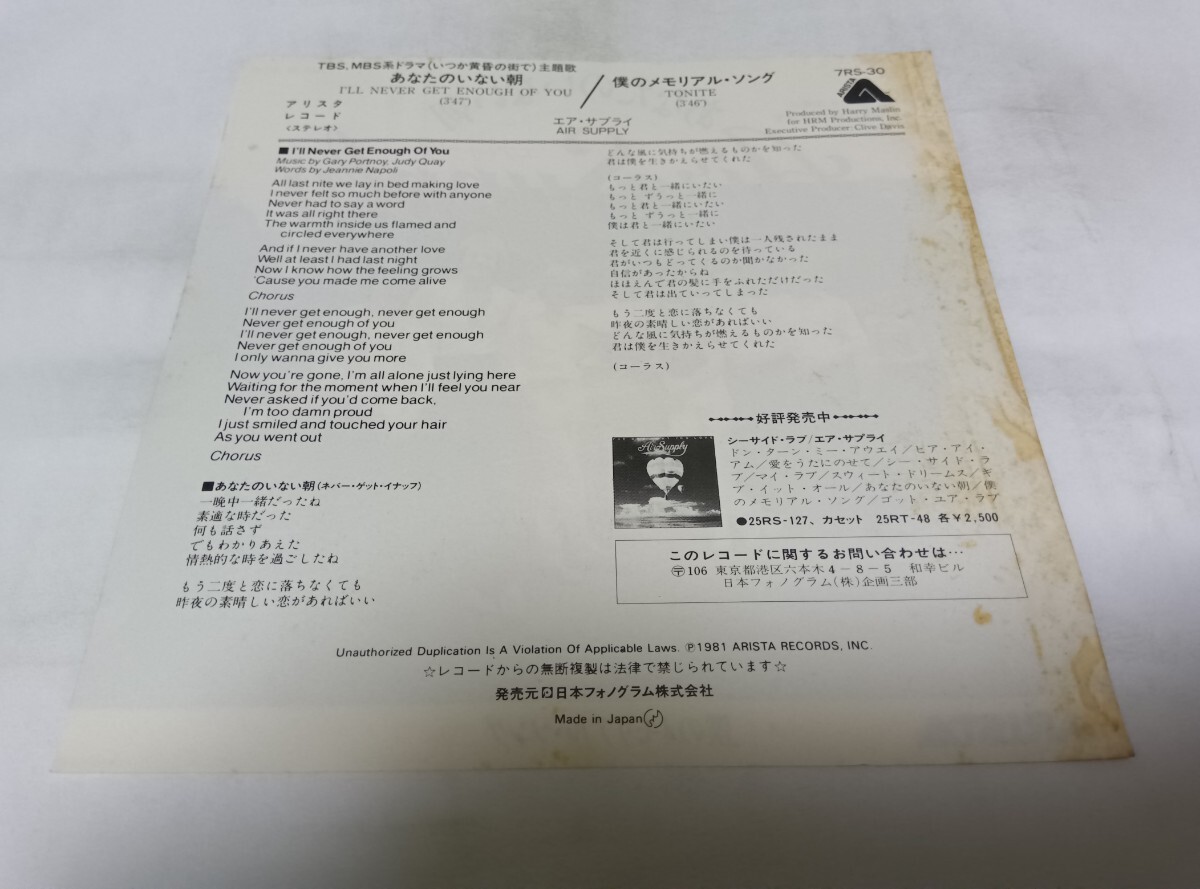 TBS, MBS系ドラマ(いつか黄昏の街で)主題歌
あなたのいない朝
I'LL NEVER GET ENOUGH OF YOU
(3'47")
僕のメモリアル・ソング
TONITE
(3'46")
7RS-30
ARISTA
アリスタ
レコード
<ステレオ>
エア・サプライ
AIR SUPPLY
Produced by Harry Maslin
for HRM Productions, Inc.
Executive Producer: Clive Davis
■I'll Never Get Enough Of You
Music by Gary Portnoy, Judy Quay
Words by Jeannie Napoli
All last nite we lay in bed making love
I never felt so much before with anyone
Never had to say a word
It was all right there
The warmth inside us flamed and
circled everywhere
And if I never have another love
Well at least I had last night
Now I know how the feeling grows
'Cause you made me come alive
Chorus
I'll never get enough, never get enough
Never get enough of you
I'll never get enough, never get enough
Never get enough of you
I only wanna give you more
Now you're gone, I'm all alone just lying here
Waiting for the moment when I'll feel you near
Never asked if you'd come back,
I'm too damn proud
I just smiled and touched your hair
As you went out
Chorus
■あなたのいない朝(ネバー・ゲット・イナッフ)
一晩中一緒だったね
素適な時だった
何も話さず
でもわかりあえた
情熱的な時を過ごしたね
もう二度と恋に落ちなくても
昨夜の素晴しい恋があればいい
どんな風に気持ちが燃えるものかを知った
君は僕を生きかえらせてくれた
(コーラス)
もっと君と一緒にいたい
もっと ずうっと一緒に
もっと君と一緒にいたい
もっと ずうっと一緒に
僕は君と一緒にいたい
そして君は行ってしまい僕は一人残されたまま
君を近くに感じられるのを待っている
君がいつもどってくるのか聞かなかった
自信があったからね
ほほえんで君の髪に手をふれただけだった
そして君は出ていってしまった
もう二度と恋に落ちなくても
昨夜の素晴しい恋があればいい
どんな風に気持ちが燃えるものかを知った
君は僕を生きかえらせてくれた
(コーラス)
好評発売中
Air Supply
シーサイド・ラブ/エア・サプライ
ドン・ターン・ミー・アウエイ/ヒア・アイ・
アム/愛をうたにのせて/シー・サイド・ラ
ブ/マイ・ラブ/スウィート・ドリームス/ギ
ブ・イット・オール/あなたのいない朝/僕
のメモリアル・ソング/ゴット・ユア・ラブ
●25RS-127、カセット 25RT-48 各¥2,500
このレコードに関するお問い合わせは…
〒106 東京都港区六本木4-8-5 和幸ビル
日本フォノグラム(株)企画三部
Unauthorized Duplication Is A Violation Of Applicable Laws. ℗1981 ARISTA RECORDS, INC.
☆レコードからの無断複製は法律で禁じられています☆
発売元 日本フォノグラム株式会社
Made in Japan